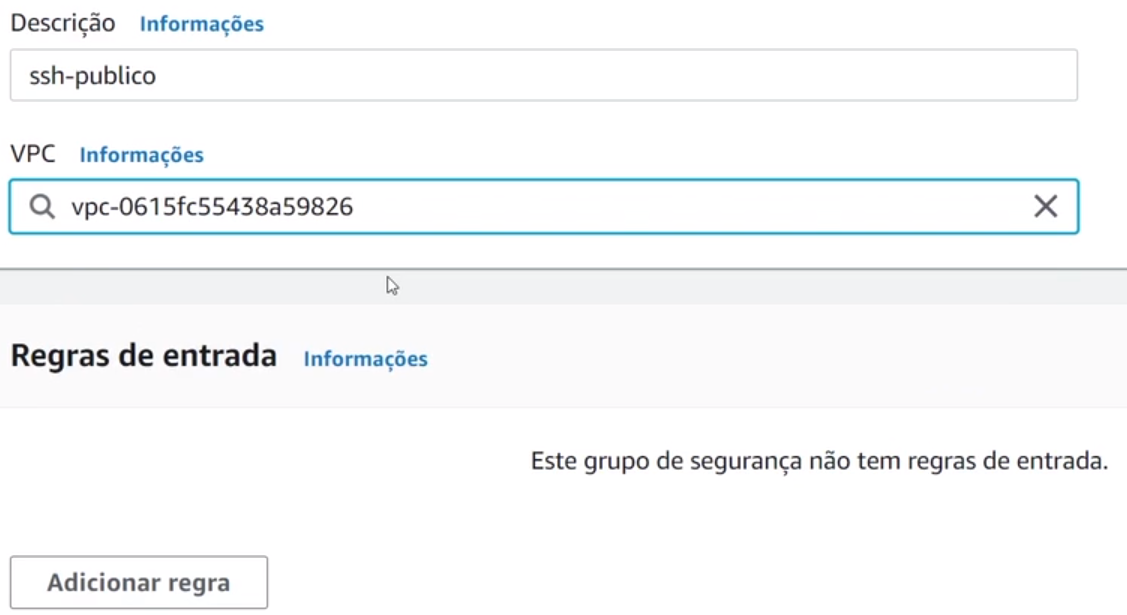 Descrição Informações
ssh-publico
VPC Informações
vpc-0615fc55438a59826
Regras de entrada Informações
Este grupo de segurança não tem regras de entrada.
Adicionar regra